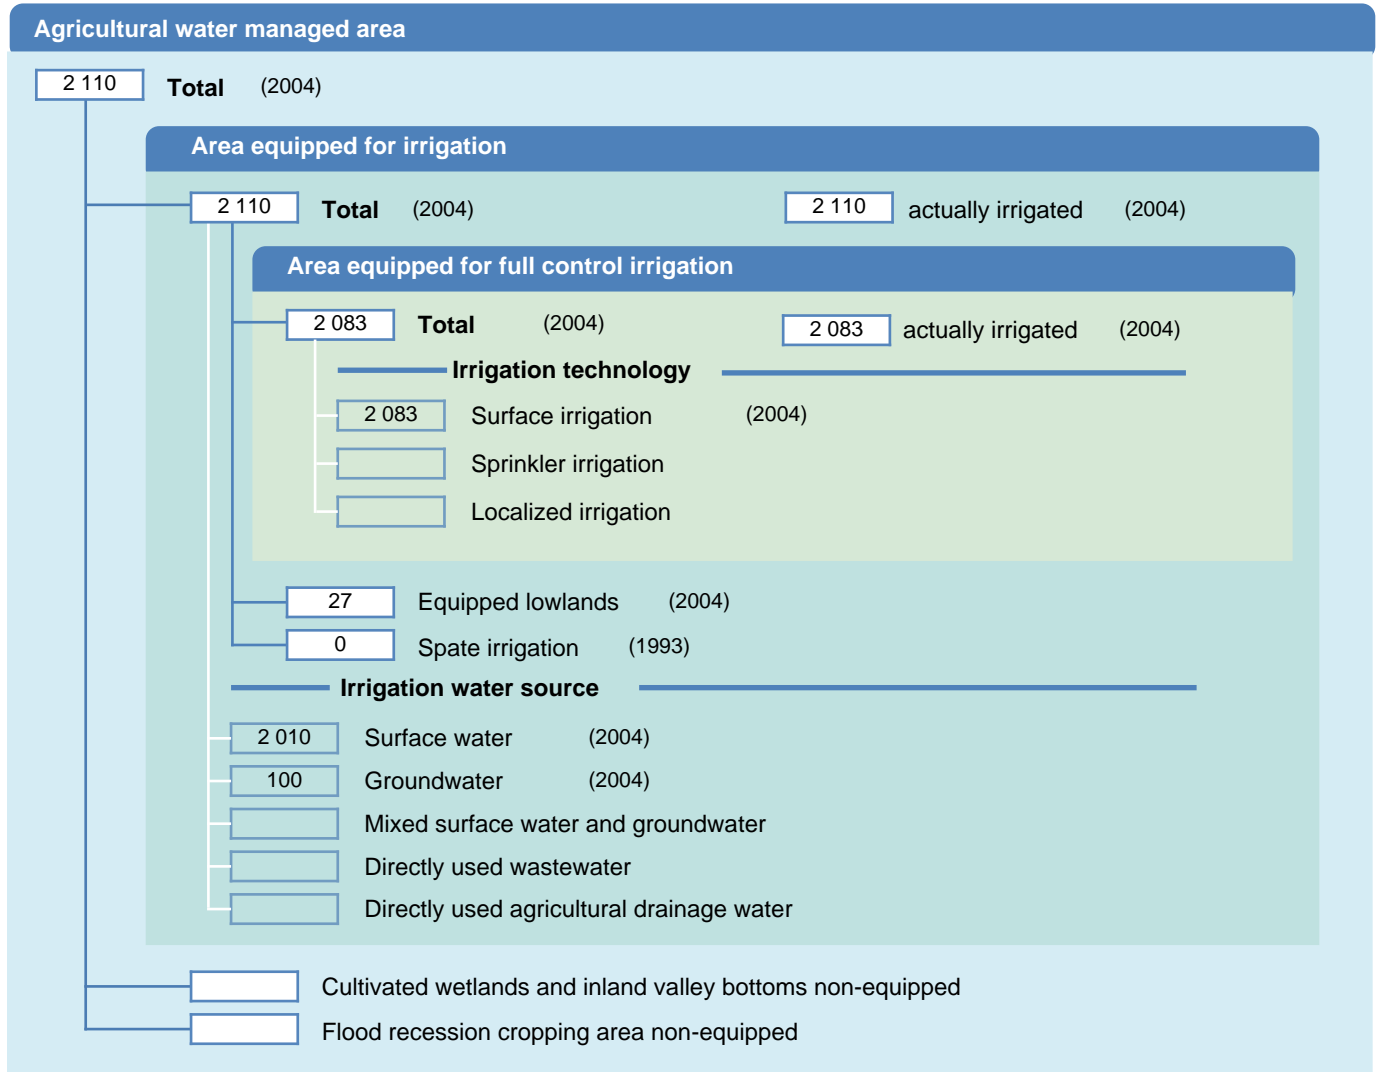 Agricultural water managed area
2 110 Total (2004)
Area equipped for irrigation
2 110 Total (2004) 2 110 actually irrigated (2004)
Area equipped for full control irrigation
2 083 Total (2004) 2 083 actually irrigated (2004)
Irrigation technology
2 083 Surface irrigation (2004)
Sprinkler irrigation
Localized irrigation
27 Equipped lowlands (2004)
0 Spate irrigation (1993)
Irrigation water source
2 010 Surface water (2004)
100 Groundwater (2004)
Mixed surface water and groundwater
Directly used wastewater
Directly used agricultural drainage water
Cultivated wetlands and inland valley bottoms non-equipped
Flood recession cropping area non-equipped